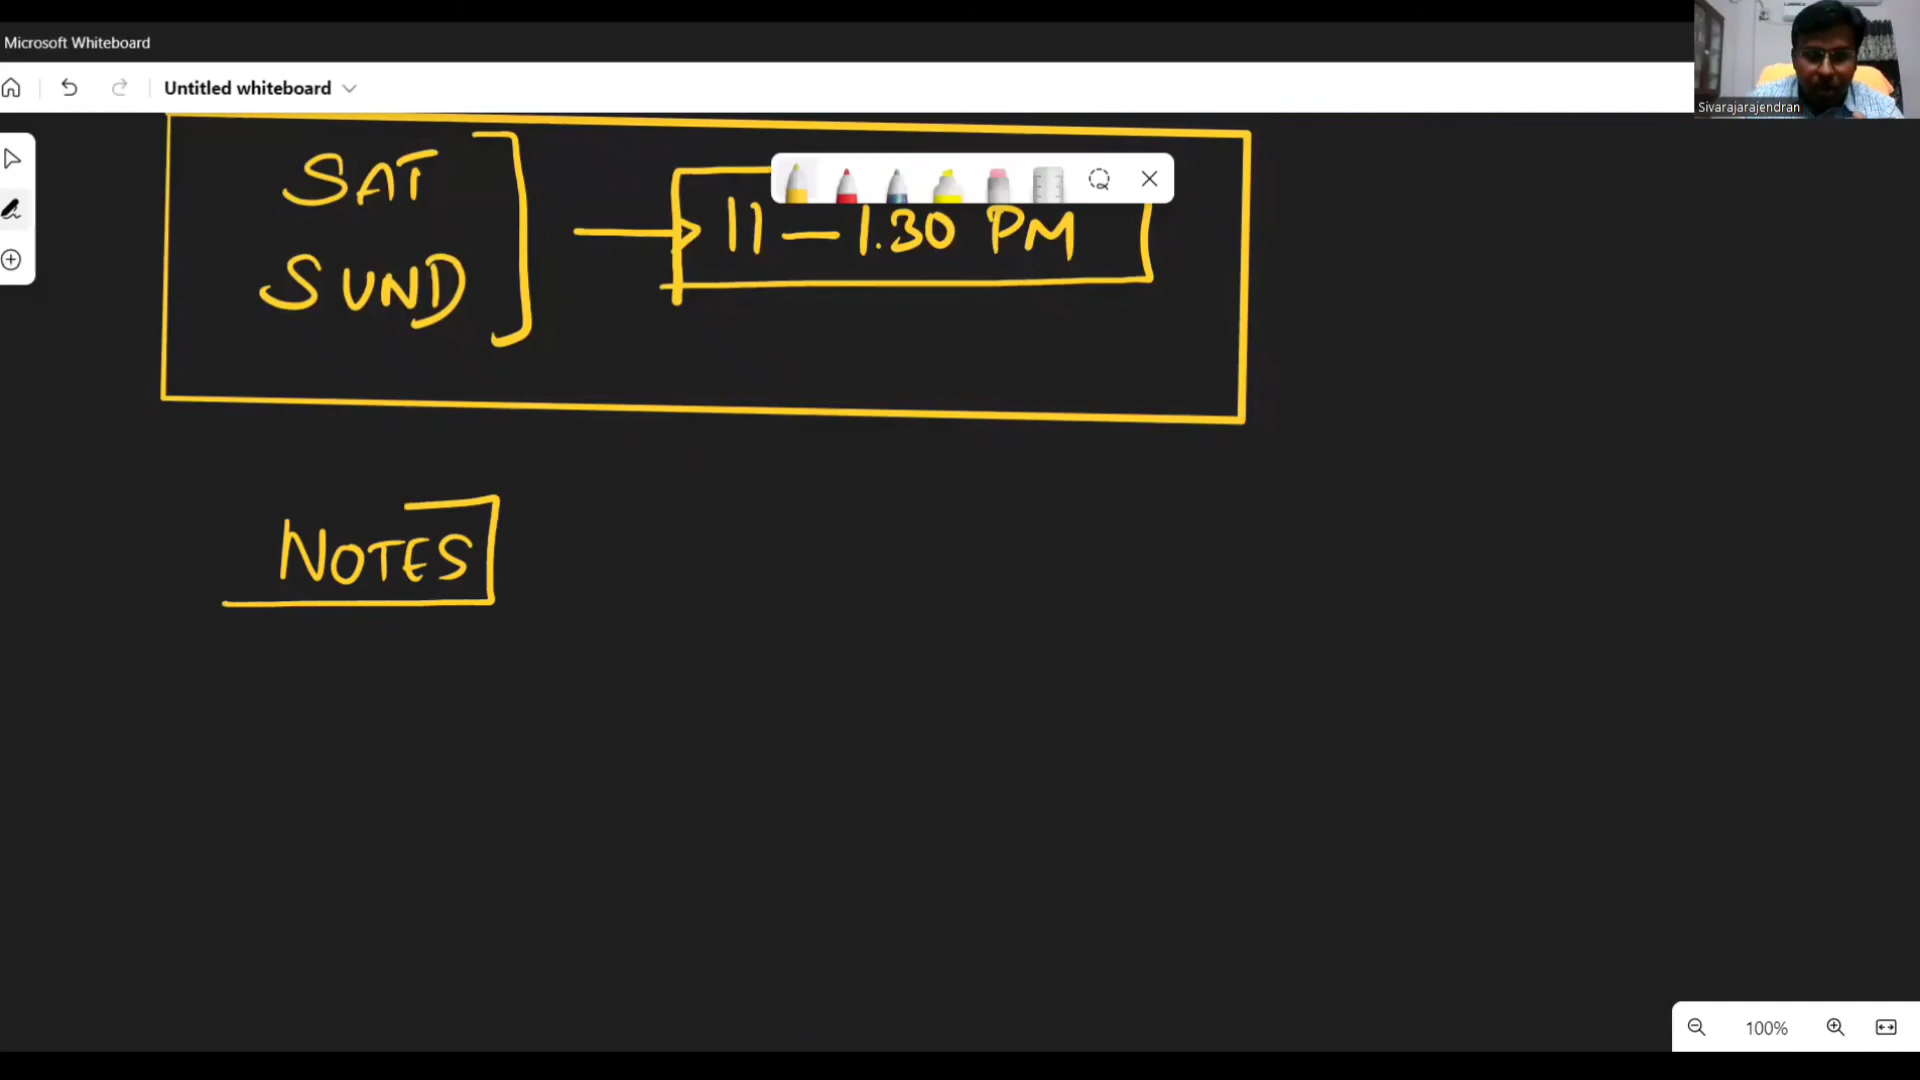 Microsoft Whiteboard
Untitled whiteboard
Sivarajarajendran
SAT
SUND
11 — 1.30 PM
NOTES
100%